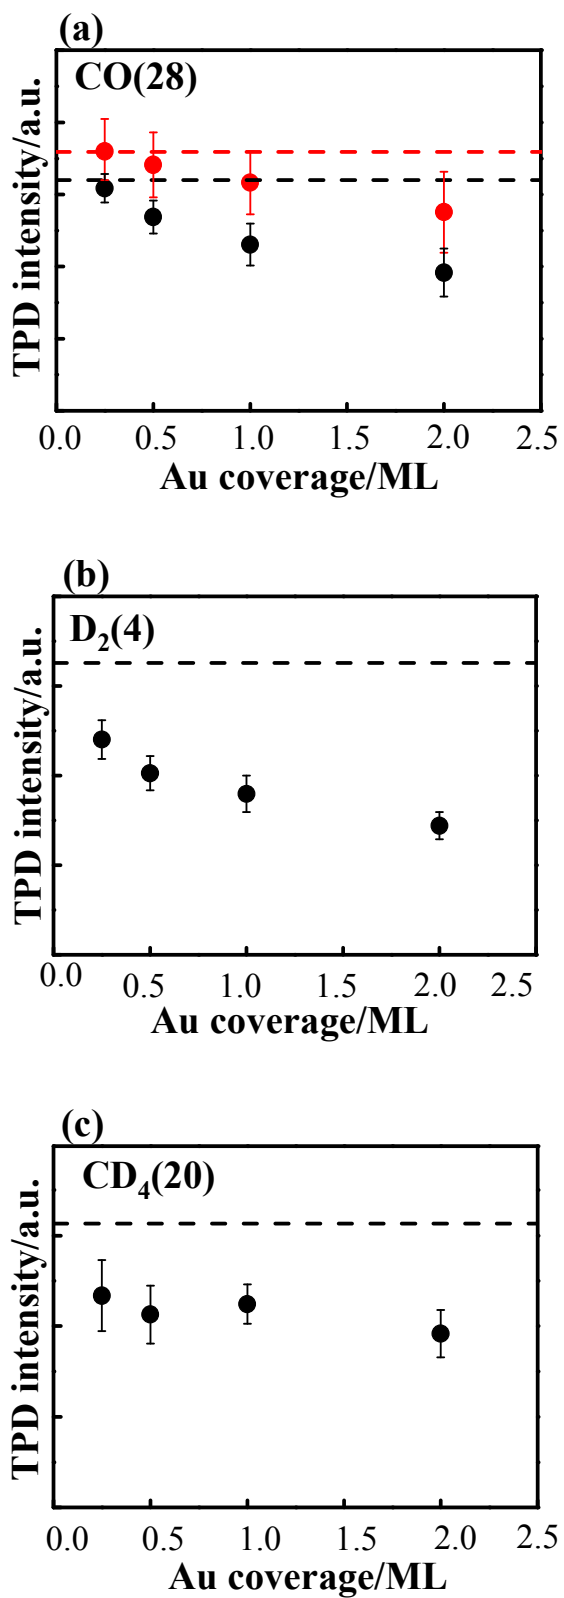 (a)
CO(28)
TPD intensity/a.u.
0.0 0.5 1.0 1.5 2.0 2.5
Au coverage/ML
(b)
D₂(4)
TPD intensity/a.u.
0.0 0.5 1.0 1.5 2.0 2.5
Au coverage/ML
(c)
CD₄(20)
TPD intensity/a.u.
0.0 0.5 1.0 1.5 2.0 2.5
Au coverage/ML